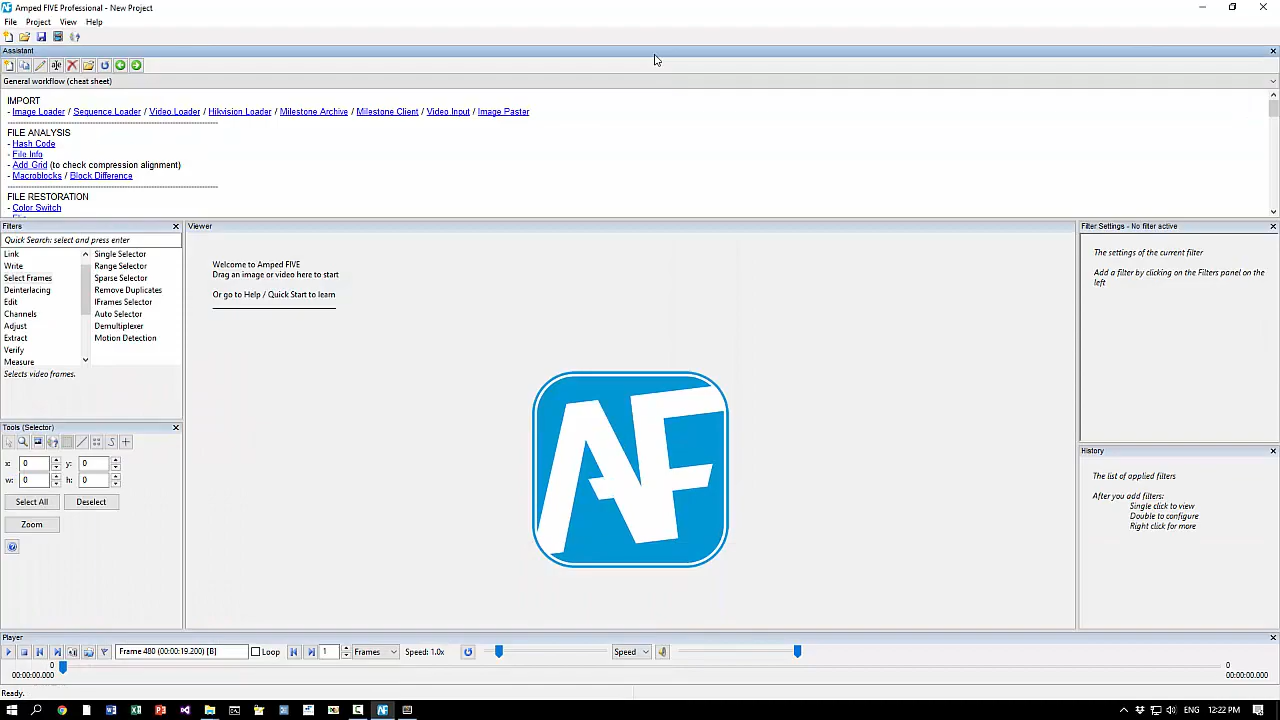 Amped FIVE Professional - New Project
File Project View Help
Assistant
General workflow (cheat sheet)
IMPORT
- Image Loader / Sequence Loader / Video Loader / Hikvision Loader / Milestone Archive / Milestone Client / Video Input / Image Paster
FILE ANALYSIS
- Hash Code
- File Info
- Add Grid (to check compression alignment)
- Macroblocks / Block Difference
FILE RESTORATION
- Color Switch
Filters
Quick Search: select and press enter
Link
Write
Select Frames
Deinterlacing
Edit
Channels
Adjust
Extract
Verify
Measure
Single Selector
Range Selector
Sparse Selector
Remove Duplicates
IFrames Selector
Auto Selector
Demultiplexer
Motion Detection
Selects video frames.
Tools (Selector)
x: 0 y: 0
w: 0 h: 0
Select All Deselect
Zoom
Viewer
Welcome to Amped FIVE
Drag an image or video here to start
Or go to Help / Quick Start to learn
AF
Filter Settings - No filter active
The settings of the current filter
Add a filter by clicking on the Filters panel on the
left
History
The list of applied filters
After you add filters:
Single click to view
Double to configure
Right click for more
Player
Frame 480 (00:00:19.200) [B] Loop 1 Frames Speed: 1.0x Speed
0 0
00:00:00.000 00:00:00.000
Ready.
ENG 12:22 PM